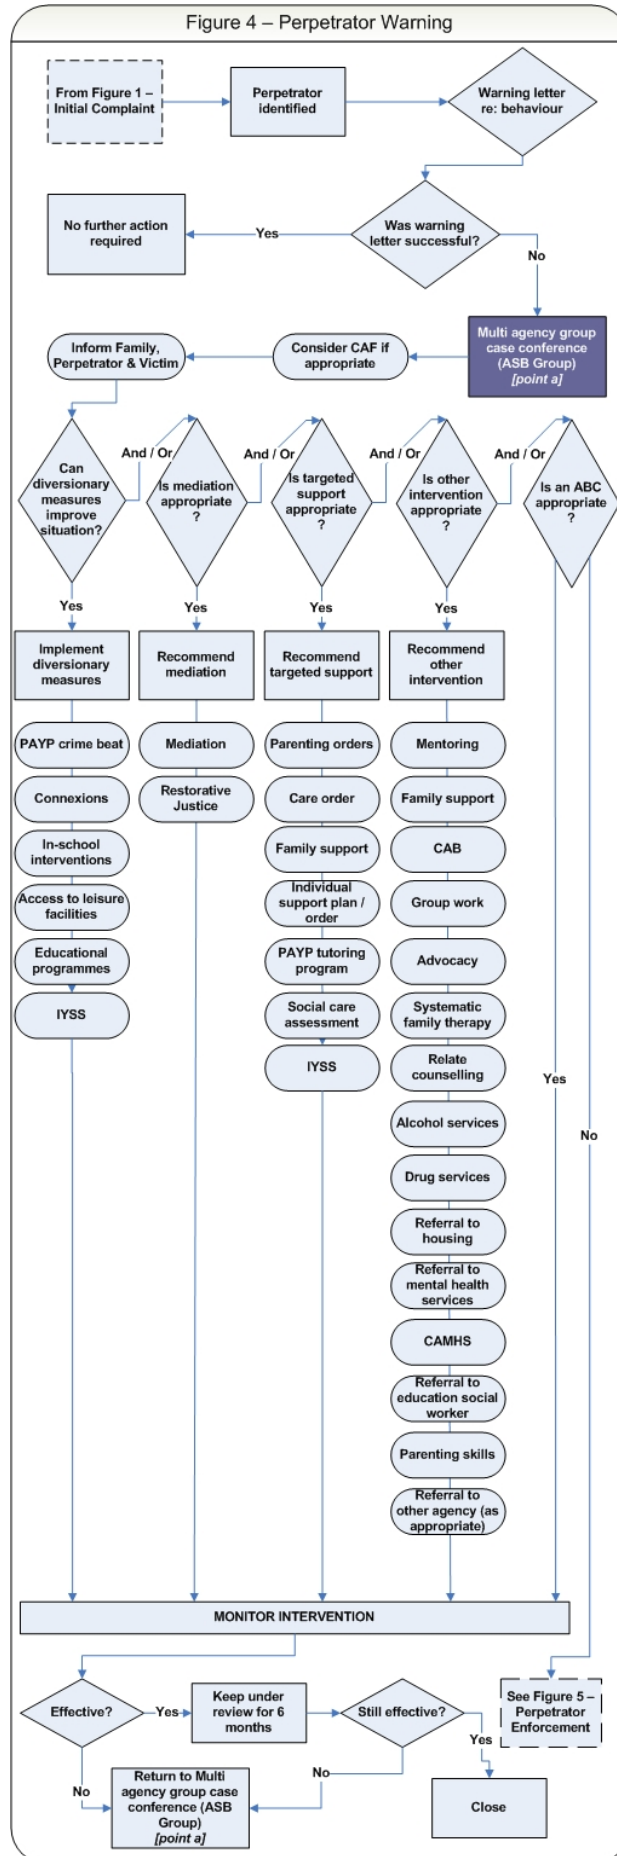 Figure 4 – Perpetrator Warning
From Figure 1 –
Initial Complaint
Perpetrator
identified
Warning letter
re: behaviour
No further action
required
Yes
Was warning
letter successful?
No
Multi agency group
case conference
(ASB Group)
[point a]
Consider CAF if
appropriate
Inform Family,
Perpetrator & Victim
Can
diversionary
measures
improve
situation?
And / Or
Is mediation
appropriate
?
And / Or
Is targeted
support
appropriate
?
And / Or
Is other
intervention
appropriate
?
And / Or
Is an ABC
appropriate
?
Yes
Yes
Yes
Yes
Implement
diversionary
measures
Recommend
mediation
Recommend
targeted support
Recommend
other
intervention
PAYP crime beat
Connexions
In-school
interventions
Access to leisure
facilities
Educational
programmes
IYSS
Mediation
Restorative
Justice
Parenting orders
Care order
Family support
Individual
support plan /
order
PAYP tutoring
program
Social care
assessment
IYSS
Mentoring
Family support
CAB
Group work
Advocacy
Systematic
family therapy
Relate
counselling
Alcohol services
Drug services
Referral to
housing
Referral to
mental health
services
CAMHS
Referral to
education social
worker
Parenting skills
Referral to
other agency (as
appropriate)
Yes
No
MONITOR INTERVENTION
Effective?
Yes
Keep under
review for 6
months
Still effective?
Yes
See Figure 5 –
Perpetrator
Enforcement
No
Return to Multi
agency group case
conference (ASB
Group)
[point a]
No
Close